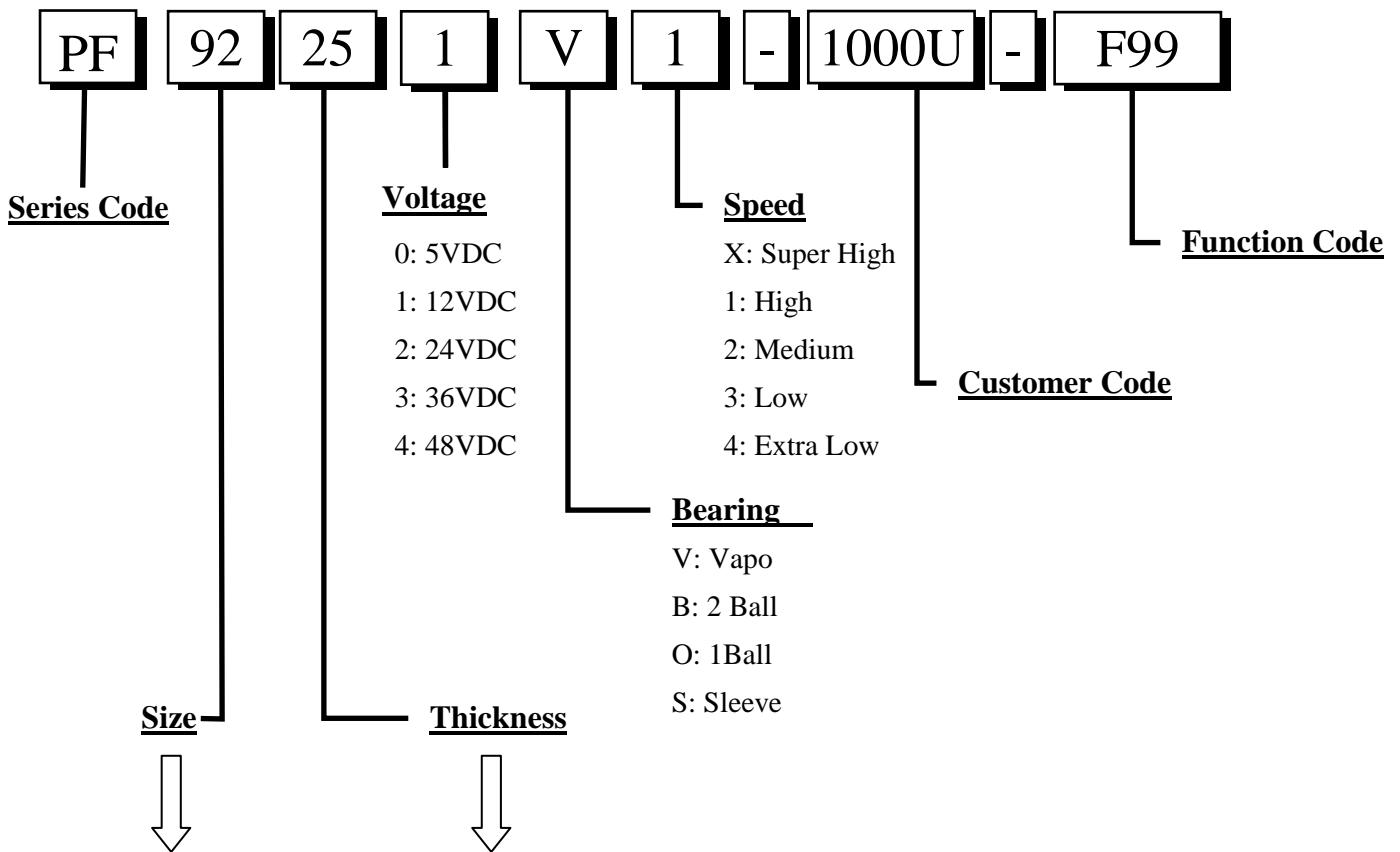 PF 92 25 1 V 1 - 1000U - F99
Series Code
Voltage
0: 5VDC
1: 12VDC
2: 24VDC
3: 36VDC
4: 48VDC
Speed
X: Super High
1: High
2: Medium
3: Low
4: Extra Low
Function Code
Customer Code
Bearing
V: Vapo
B: 2 Ball
O: 1Ball
S: Sleeve
Size
Thickness